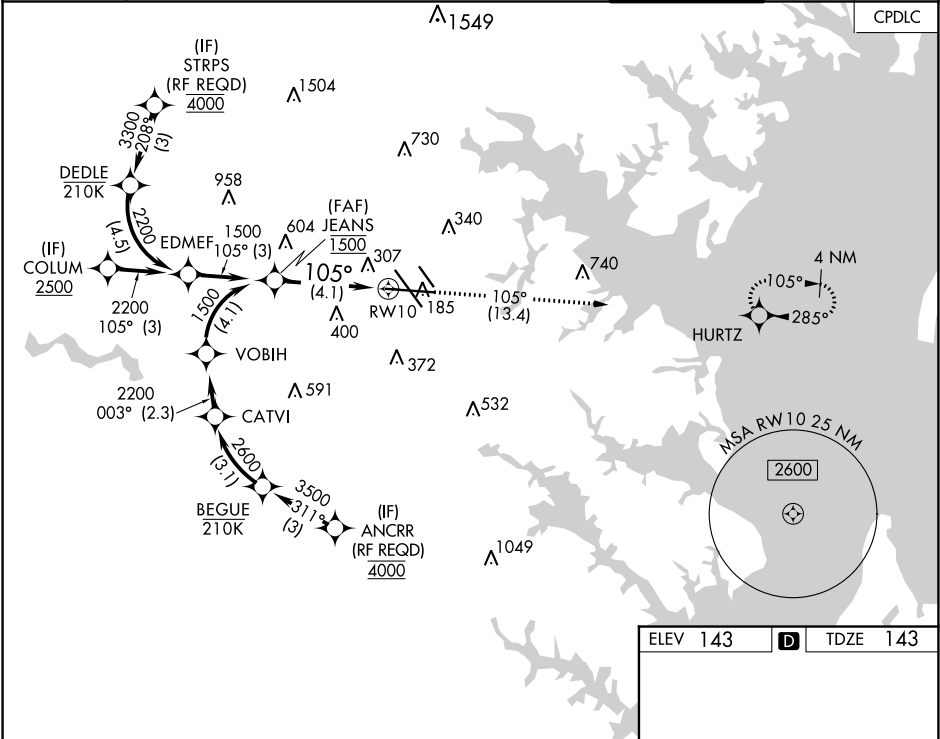 CPDLC
1549
(IF)
STRPS
(RF REQD)
4000
1504
3300
208°
(3)
730
DEDLE
210K
958
2200
(4.5)
(FAF)
JEANS
1500
340
604
EDMEF
1500
105° (3)
(IF)
COLUM
2500
307
105°
(4.1)
740
4 NM
105°
285°
HURTZ
2200
105° (3)
1500
(4.1)
RW10
185
105°
(13.4)
400
VOBIH
372
2200
003° (2.3)
591
CATVI
532
2600
(3.1)
MSA RW10 25 NM
2600
BEGUE
210K
3500
311°
(3)
(IF)
ANCRR
(RF REQD)
4000
1049
ELEV 143 D TDZE 143